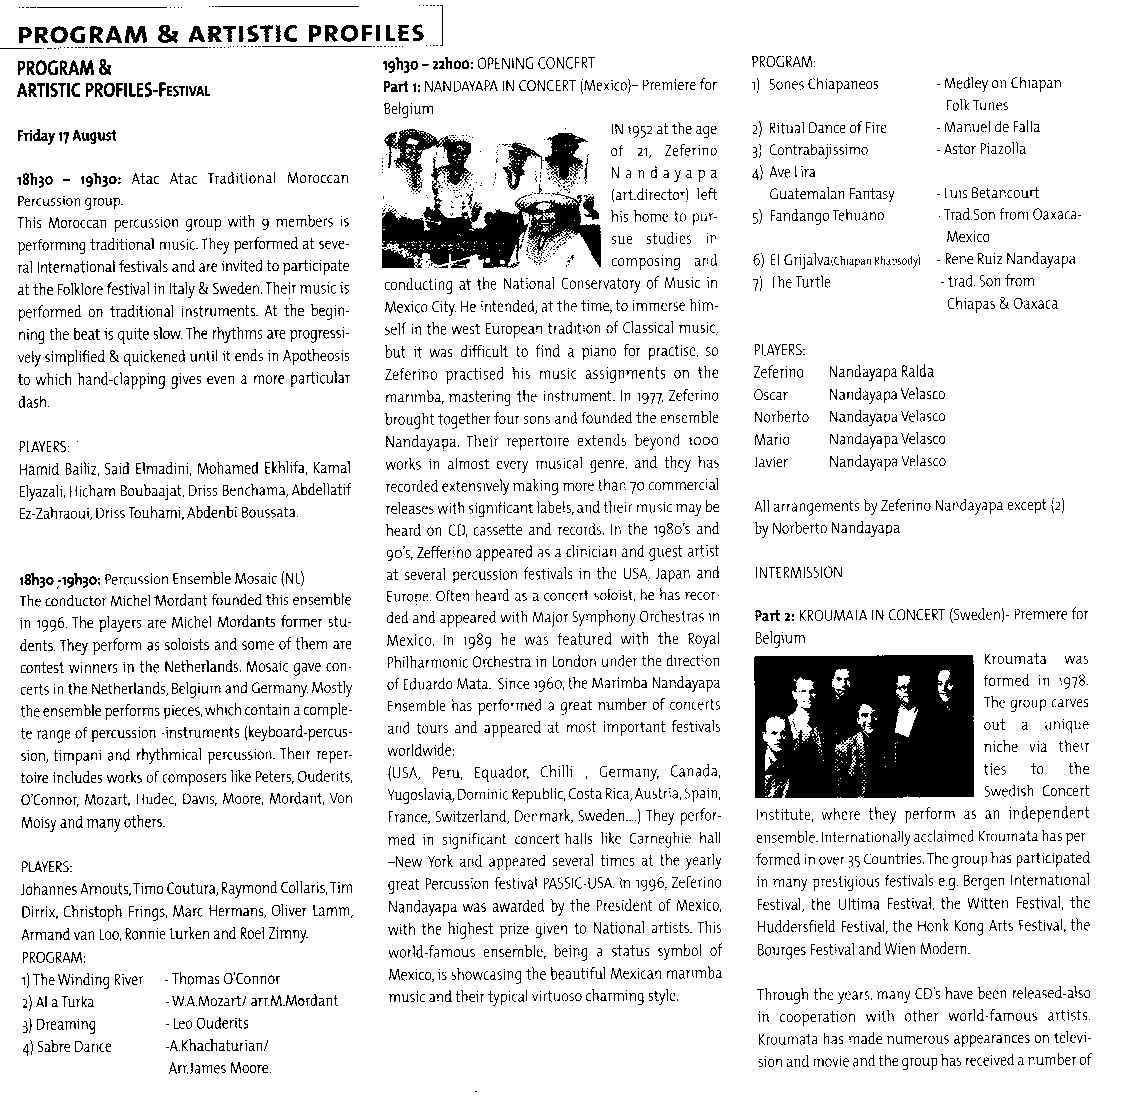 PROGRAM & ARTISTIC PROFILES
PROGRAM &
ARTISTIC PROFILES-FESTIVAL
Friday 17 August
18h30 – 19h30: Atac Atac Traditional Moroccan
Percussion group.
This Moroccan percussion group with 9 members is
performing traditional music. They performed at seve-
ral International festivals and are invited to participate
at the Folklore festival in Italy & Sweden. Their music is
performed on traditional instruments. At the begin-
ning the beat is quite slow. The rhythms are progressi-
vely simplified & quickened until it ends in Apotheosis
to which hand-clapping gives even a more particular
dash.
PLAYERS:
Hamid Bailiz, Said Elmadini, Mohamed Ekhlifa, Kamal
Elyazali, Hicham Boubaajat, Driss Benchama, Abdellatif
Ez-Zahraoui, Driss Touhami, Abdenbi Boussata.
18h30 -19h30: Percussion Ensemble Mosaic (NL)
The conductor Michel Mordant founded this ensemble
in 1996. The players are Michel Mordants former stu-
dents. They perform as soloists and some of them are
contest winners in the Netherlands. Mosaic gave con-
certs in the Netherlands, Belgium and Germany. Mostly
the ensemble performs pieces, which contain a comple-
te range of percussion -instruments (keyboard-percus-
sion, timpani and rhythmical percussion. Their reper-
toire includes works of composers like Peters, Ouderits,
O'Connor, Mozart, Hudec, Davis, Moore, Mordant, Von
Moisy and many others.
PLAYERS:
Johannes Amouts, Timo Coutura, Raymond Collaris, Tim
Dirrix, Christoph Frings, Marc Hermans, Oliver Lamm,
Armand van Loo, Ronnie Lurken and Roel Zimny.
PROGRAM:
1) The Winding River - Thomas O'Connor
2) Al a Turka - W.A.Mozart/ arr.M.Mordant
3) Dreaming - Leo Ouderits
4) Sabre Dance -A.Khachaturian/
Arr.James Moore.
19h30 – 22h00: OPENING CONCERT
Part 1: NANDAYAPA IN CONCERT (Mexico)– Premiere for
Belgium
IN 1952 at the age
of 21, Zeferino
Nandayapa
(art.director) left
his home to pur-
sue studies in
composing and
conducting at the National Conservatory of Music in
Mexico City. He intended, at the time, to immerse him-
self in the west European tradition of Classical music,
but it was difficult to find a piano for practise, so
Zeferino practised his music assignments on the
marimba, mastering the instrument. In 1977, Zeferino
brought together four sons and founded the ensemble
Nandayapa. Their repertoire extends beyond 1000
works in almost every musical genre, and they has
recorded extensively making more than 70 commercial
releases with significant labels, and their music may be
heard on CD, cassette and records. In the 1980's and
90's, Zefferino appeared as a clinician and guest artist
at several percussion festivals in the USA, Japan and
Europe. Often heard as a concert soloist, he has recor-
ded and appeared with Major Symphony Orchestras in
Mexico. In 1989 he was featured with the Royal
Philharmonic Orchestra in London under the direction
of Eduardo Mata. Since 1960, the Marimba Nandayapa
Ensemble has performed a great number of concerts
and tours and appeared at most important festivals
worldwide;
(USA, Peru, Equador, Chilli , Germany, Canada,
Yugoslavia, Dominic Republic, Costa Rica, Austria, Spain,
France, Switzerland, Denmark, Sweden....) They perfor-
med in significant concert halls like Carneghie hall
–New York and appeared several times at the yearly
great Percussion festival PASSIC-USA. In 1996, Zeferino
Nandayapa was awarded by the President of Mexico,
with the highest prize given to National artists. This
world-famous ensemble, being a status symbol of
Mexico, is showcasing the beautiful Mexican marimba
music and their typical virtuoso charming style.
PROGRAM:
1) Sones Chiapaneos - Medley on Chiapan
Folk Tunes
2) Ritual Dance of Fire - Manuel de Falla
3) Contrabajissimo - Astor Piazolla
4) Ave Lira
Guatemalan Fantasy - Luis Betancourt
5) Fandango Tehuano - Trad.Son from Oaxaca-
Mexico
6) El Grijalva(Chiapan Rhapsody) - Rene Ruiz Nandayapa
7) The Turtle - trad. Son from
Chiapas & Oaxaca
PLAYERS:
Zeferino Nandayapa Ralda
Oscar Nandayapa Velasco
Norberto Nandayapa Velasco
Mario Nandayapa Velasco
Javier Nandayapa Velasco
All arrangements by Zeferino Nandayapa except (2)
by Norberto Nandayapa
INTERMISSION
Part 2: KROUMATA IN CONCERT (Sweden)- Premiere for
Belgium
Kroumata was
formed in 1978.
The group carves
out a unique
niche via their
ties to the
Swedish Concert
Institute, where they perform as an independent
ensemble. Internationally acclaimed Kroumata has per
formed in over 35 Countries. The group has participated
in many prestigious festivals e.g. Bergen International
Festival, the Ultima Festival, the Witten Festival, the
Huddersfield Festival, the Honk Kong Arts Festival, the
Bourges Festival and Wien Modern.
Through the years, many CD's have been released-also
in cooperation with other world-famous artists.
Kroumata has made numerous appearances on televi-
sion and movie and the group has received a number of